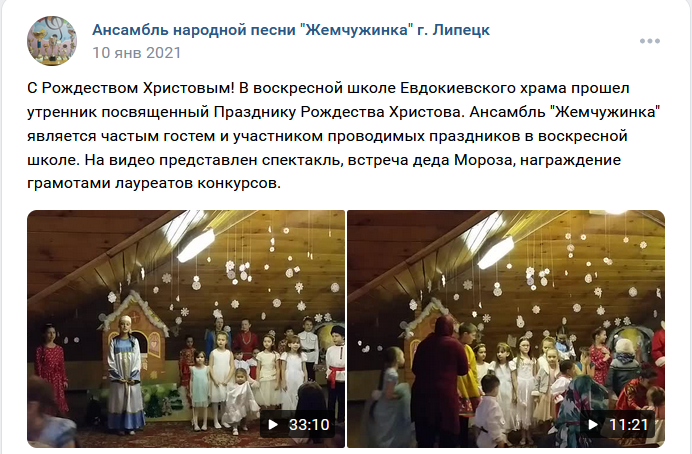 Ансамбль народной песни "Жемчужинка" г. Липецк
10 янв 2021
С Рождеством Христовым! В воскресной школе Евдокиевского храма прошел
утренник посвященный Празднику Рождества Христова. Ансамбль "Жемчужинка"
является частым гостем и участником проводимых праздников в воскресной
школе. На видео представлен спектакль, встреча деда Мороза, награждение
грамотами лауреатов конкурсов.
33:10
11:21